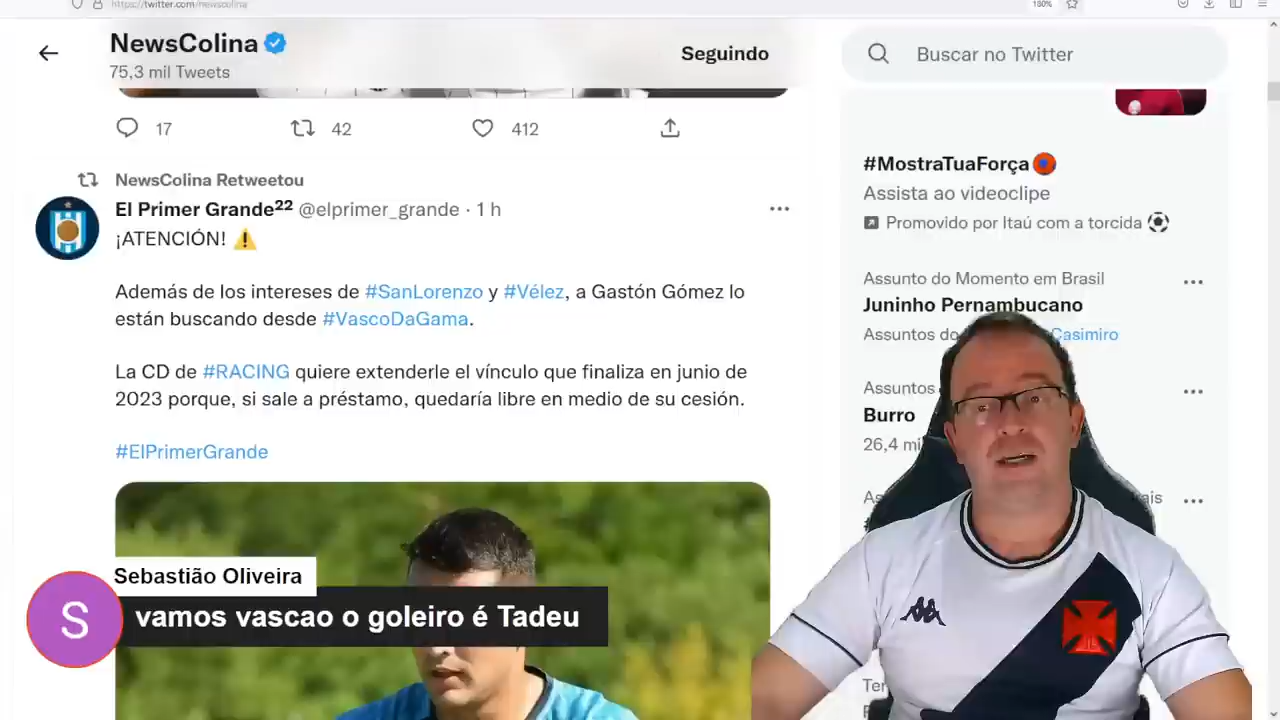 https://twitter.com/newscolina
130%
NewsColina
75,3 mil Tweets
Seguindo
Buscar no Twitter
17
42
412
NewsColina Retweetou
El Primer Grande²² @elprimer_grande · 1 h
¡ATENCIÓN! ⚠️
Además de los intereses de #SanLorenzo y #Vélez, a Gastón Gómez lo
están buscando desde #VascoDaGama.
La CD de #RACING quiere extenderle el vínculo que finaliza en junio de
2023 porque, si sale a préstamo, quedaría libre en medio de su cesión.
#ElPrimerGrande
Sebastião Oliveira
S
vamos vascao o goleiro é Tadeu
#MostraTuaForça
Assista ao videoclipe
Promovido por Itaú com a torcida ⚽
Assunto do Momento em Brasil
Juninho Pernambucano
Assuntos do Casimiro
Assuntos
Burro
26,4 mi